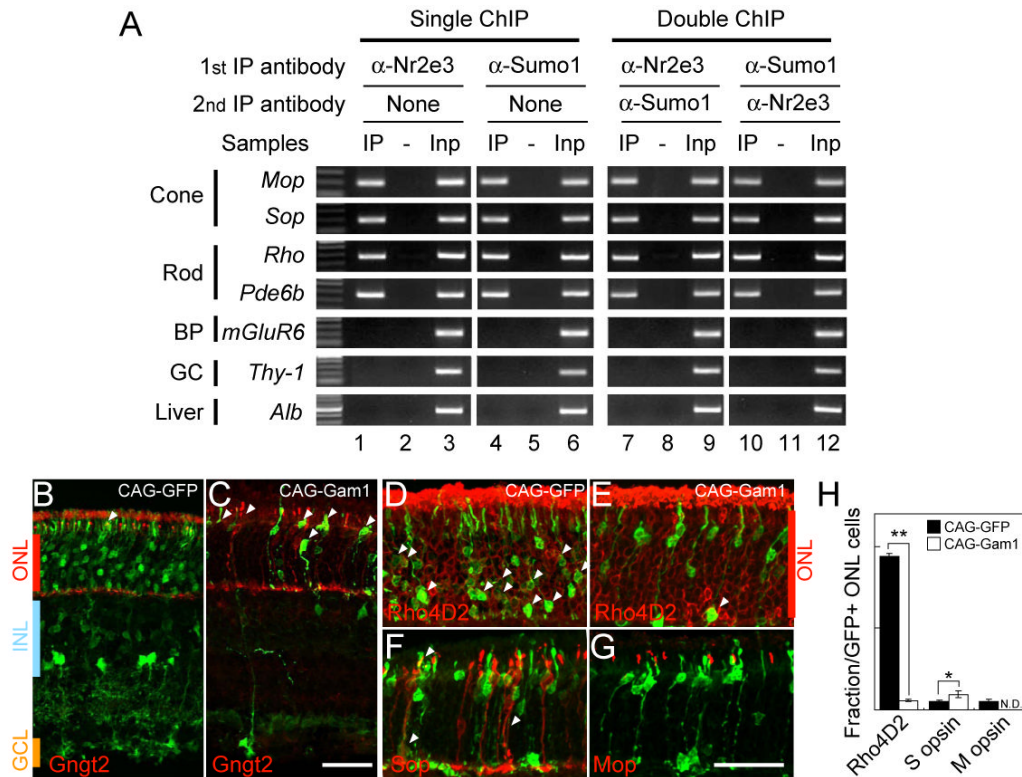 A
Single ChIP Double ChIP
1st IP antibody α-Nr2e3 α-Sumo1 α-Nr2e3 α-Sumo1
2nd IP antibody None None α-Sumo1 α-Nr2e3
Samples IP - Inp IP - Inp IP - Inp IP - Inp
Cone Mop
Sop
Rod Rho
Pde6b
BP mGluR6
GC Thy-1
Liver Alb
1 2 3 4 5 6 7 8 9 10 11 12
B CAG-GFP
ONL
INL
GCL
Gngt2
C CAG-Gam1
Gngt2
D CAG-GFP
Rho4D2
E CAG-Gam1
Rho4D2
ONL
F
Sop
G
Mop
H
Fraction/GFP+ ONL cells
CAG-GFP
CAG-Gam1
**
*
N.D.
Rho4D2
S opsin
M opsin